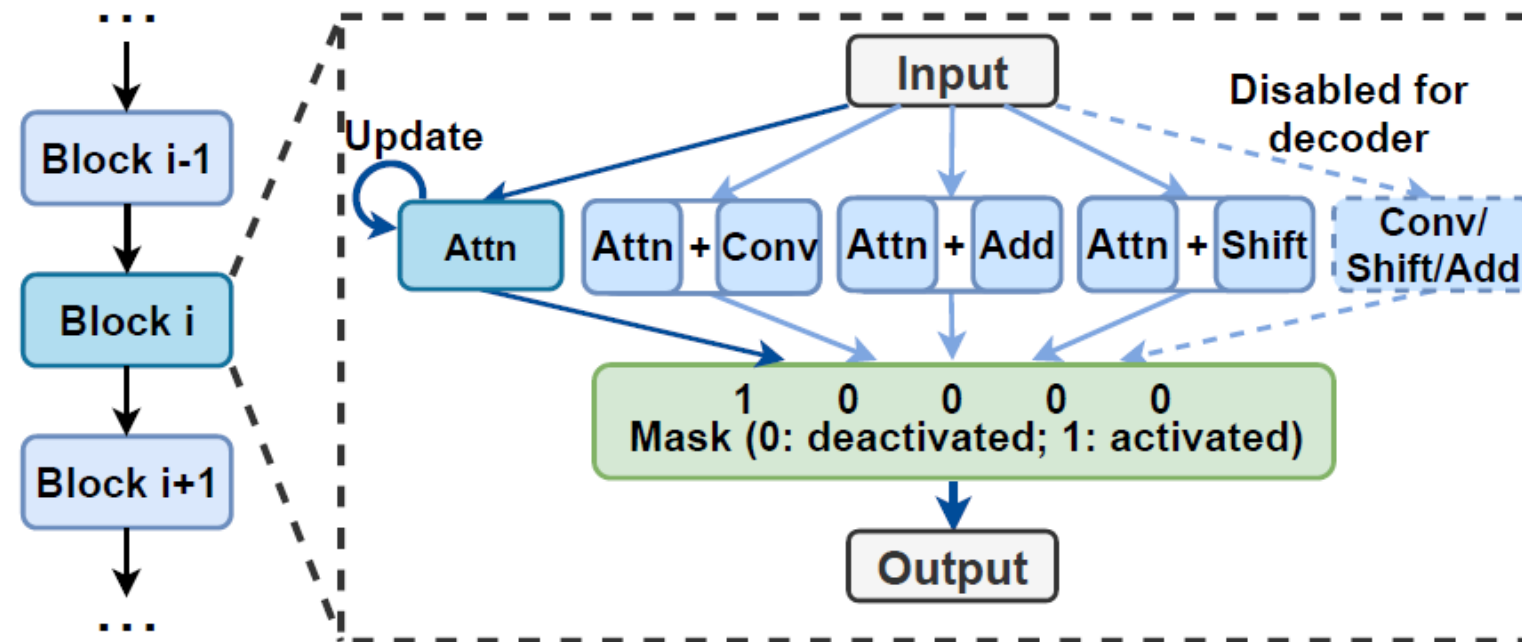 ...
Block i-1
Block i
Block i+1
...
Input
Disabled for
decoder
Update
Attn
Attn + Conv
Attn + Add
Attn + Shift
Conv/
Shift/Add
1 0 0 0 0
Mask (0: deactivated; 1: activated)
Output